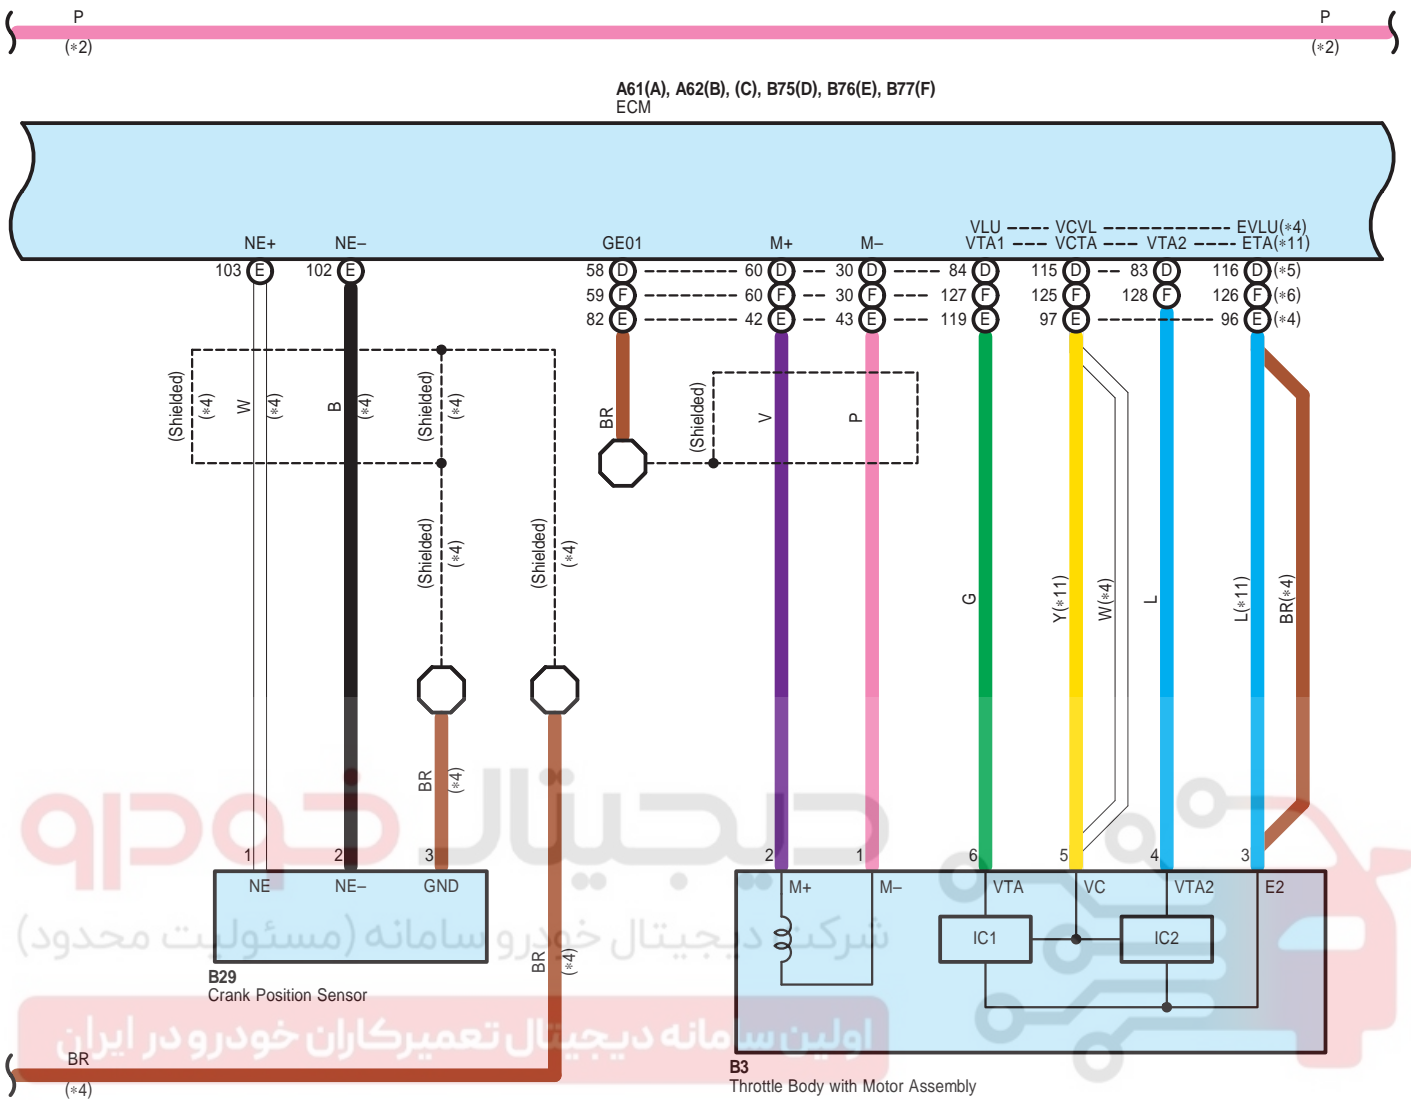 P P
(*2) (*2)
A61(A), A62(B), (C), B75(D), B76(E), B77(F)
ECM
VLU VCVL EVLU(*4)
NE+ NE– GE01 M+ M– VTA1 VCTA VTA2 ETA(*11)
103 E 102 E 58 D 60 D 30 D 84 D 115 D 83 D 116 D (*5)
59 F 60 F 30 F 127 F 125 F 128 F 126 F (*6)
82 E 42 E 43 E 119 E 97 E 96 E (*4)
(Shielded) (*4) W (*4) B (*4) (Shielded) (*4) BR (Shielded) V P
(Shielded) (*4) (Shielded) (*4) G Y(*11) W(*4) L L(*11) BR(*4)
BR (*4)
دیجیتال خودرو
1 2 3 2 1 6 5 4 3
NE NE– GND M+ M– VTA VC VTA2 E2
شرکت دیجیتال خودرو سامانه (مسئولیت محدود)
IC1 IC2
BR (*4)
B29
Crank Position Sensor
اولین سامانه دیجیتال تعمیرکاران خودرو در ایران
BR
(*4)
B3
Throttle Body with Motor Assembly